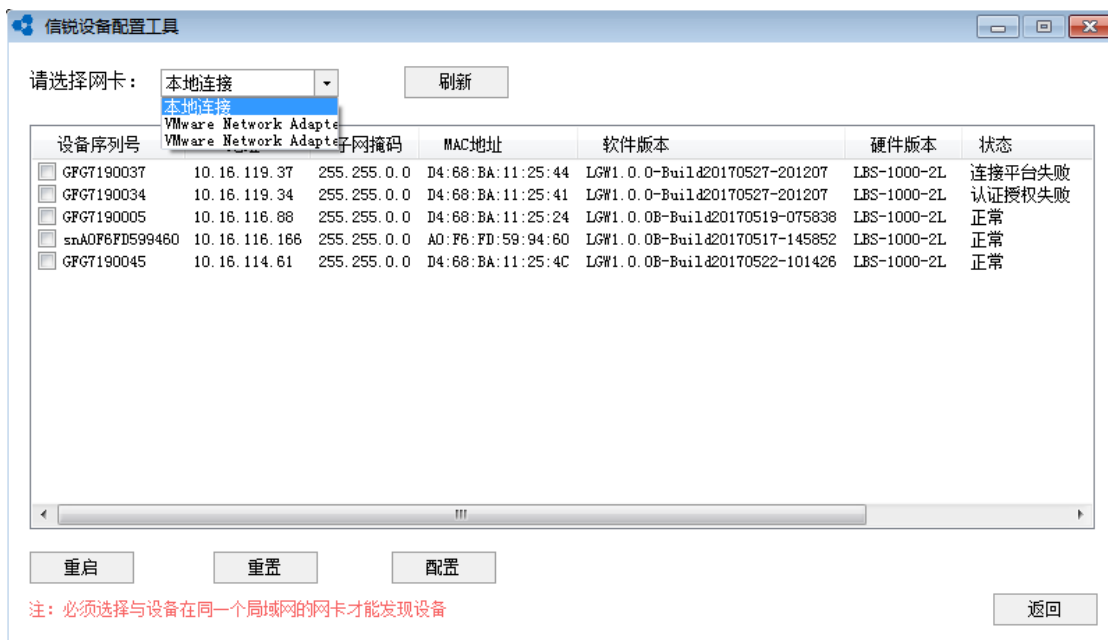 信锐设备配置工具
请选择网卡： 本地连接 刷新
本地连接
VMware Network Adapte
VMware Network Adapte
设备序列号 子网掩码 MAC地址 软件版本 硬件版本 状态
GFG7190037 10.16.119.37 255.255.0.0 D4:68:BA:11:25:44 LGW1.0.0-Build20170527-201207 LBS-1000-2L 连接平台失败
GFG7190034 10.16.119.34 255.255.0.0 D4:68:BA:11:25:41 LGW1.0.0-Build20170527-201207 LBS-1000-2L 认证授权失败
GFG7190005 10.16.116.88 255.255.0.0 D4:68:BA:11:25:24 LGW1.0.0B-Build20170519-075838 LBS-1000-2L 正常
snA0F6FD599460 10.16.116.166 255.255.0.0 A0:F6:FD:59:94:60 LGW1.0.0B-Build20170517-145852 LBS-1000-2L 正常
GFG7190045 10.16.114.61 255.255.0.0 D4:68:BA:11:25:4C LGW1.0.0B-Build20170522-101426 LBS-1000-2L 正常
重启 重置 配置
注：必须选择与设备在同一个局域网的网卡才能发现设备
返回